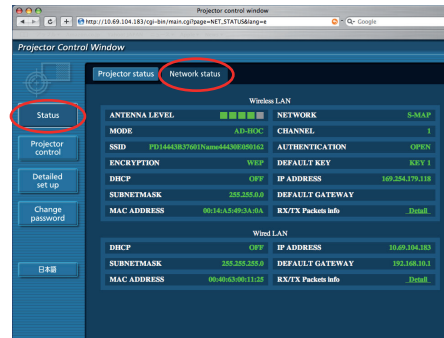 Projector control window
http://10.69.104.183/cgi-bin/main.cgi?page=NET_STATUS&lang=e
Google
Projector Control Window
Projector status
Network status
Status
Projector control
Detailed set up
Change password
日本語
Wireless LAN
ANTENNA LEVEL
NETWORK S-MAP
MODE AD-HOC CHANNEL 1
SSID PD14443B37601Name44430E050162 AUTHENTICATION OPEN
ENCRYPTION WEP DEFAULT KEY KEY 1
DHCP OFF IP ADDRESS 169.254.179.118
SUBNETMASK 255.255.0.0 DEFAULT GATEWAY
MAC ADDRESS 00:14:A5:49:3A:0A RX/TX Packets info Detail
Wired LAN
DHCP OFF IP ADDRESS 10.69.104.183
SUBNETMASK 255.255.255.0 DEFAULT GATEWAY 192.168.10.1
MAC ADDRESS 00:40:63:00:11:25 RX/TX Packets info Detail